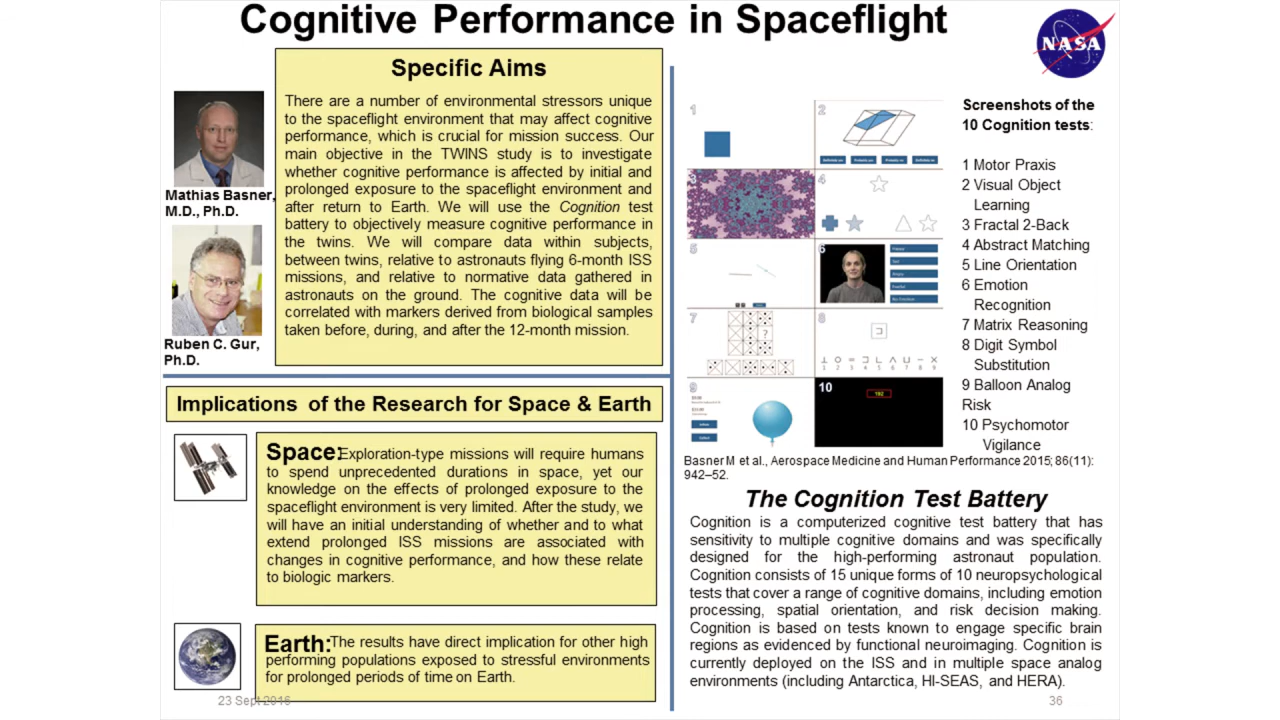 Cognitive Performance in Spaceflight
NASA
Specific Aims
There are a number of environmental stressors unique
to the spaceflight environment that may affect cognitive
performance, which is crucial for mission success. Our
main objective in the TWINS study is to investigate
whether cognitive performance is affected by initial and
prolonged exposure to the spaceflight environment and
after return to Earth. We will use the Cognition test
battery to objectively measure cognitive performance in
the twins. We will compare data within subjects,
between twins, relative to astronauts flying 6-month ISS
missions, and relative to normative data gathered in
astronauts on the ground. The cognitive data will be
correlated with markers derived from biological samples
taken before, during, and after the 12-month mission.
Mathias Basner,
M.D., Ph.D.
Ruben C. Gur,
Ph.D.
Implications of the Research for Space & Earth
Space: Exploration-type missions will require humans
to spend unprecedented durations in space, yet our
knowledge on the effects of prolonged exposure to the
spaceflight environment is very limited. After the study, we
will have an initial understanding of whether and to what
extend prolonged ISS missions are associated with
changes in cognitive performance, and how these relate
to biologic markers.
Earth: The results have direct implication for other high
performing populations exposed to stressful environments
for prolonged periods of time on Earth.
23 Sept 2016
1
2
3
4
5
6
7
8
9
10
192
Screenshots of the
10 Cognition tests:
1 Motor Praxis
2 Visual Object
Learning
3 Fractal 2-Back
4 Abstract Matching
5 Line Orientation
6 Emotion
Recognition
7 Matrix Reasoning
8 Digit Symbol
Substitution
9 Balloon Analog
Risk
10 Psychomotor
Vigilance
Basner M et al., Aerospace Medicine and Human Performance 2015; 86(11):
942–52.
The Cognition Test Battery
Cognition is a computerized cognitive test battery that has
sensitivity to multiple cognitive domains and was specifically
designed for the high-performing astronaut population.
Cognition consists of 15 unique forms of 10 neuropsychological
tests that cover a range of cognitive domains, including emotion
processing, spatial orientation, and risk decision making.
Cognition is based on tests known to engage specific brain
regions as evidenced by functional neuroimaging. Cognition is
currently deployed on the ISS and in multiple space analog
environments (including Antarctica, HI-SEAS, and HERA).
36